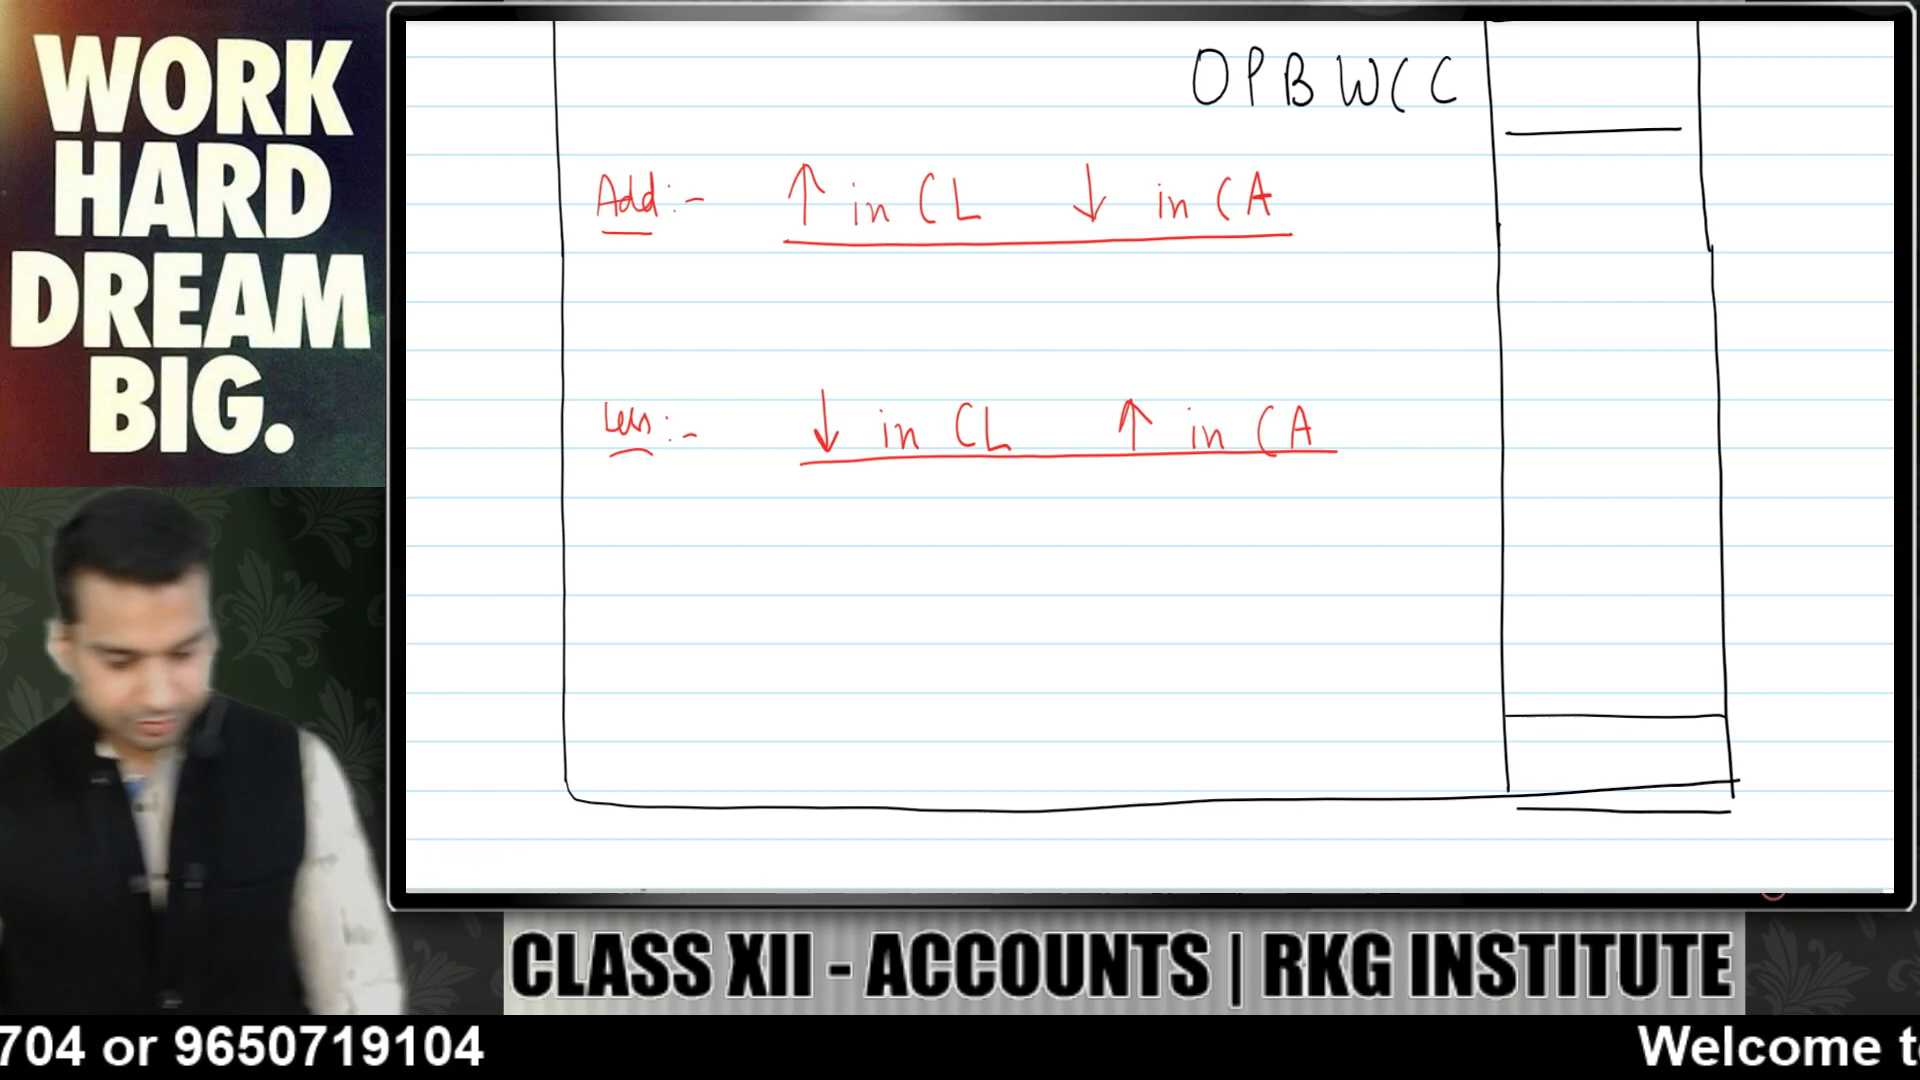 WORK
HARD
DREAM
BIG.
OPBWCC
Add:- ↑ in CL ↓ in CA
Less:- ↓ in CL ↑ in CA
CLASS XII - ACCOUNTS | RKG INSTITUTE
704 or 9650719104
Welcome to